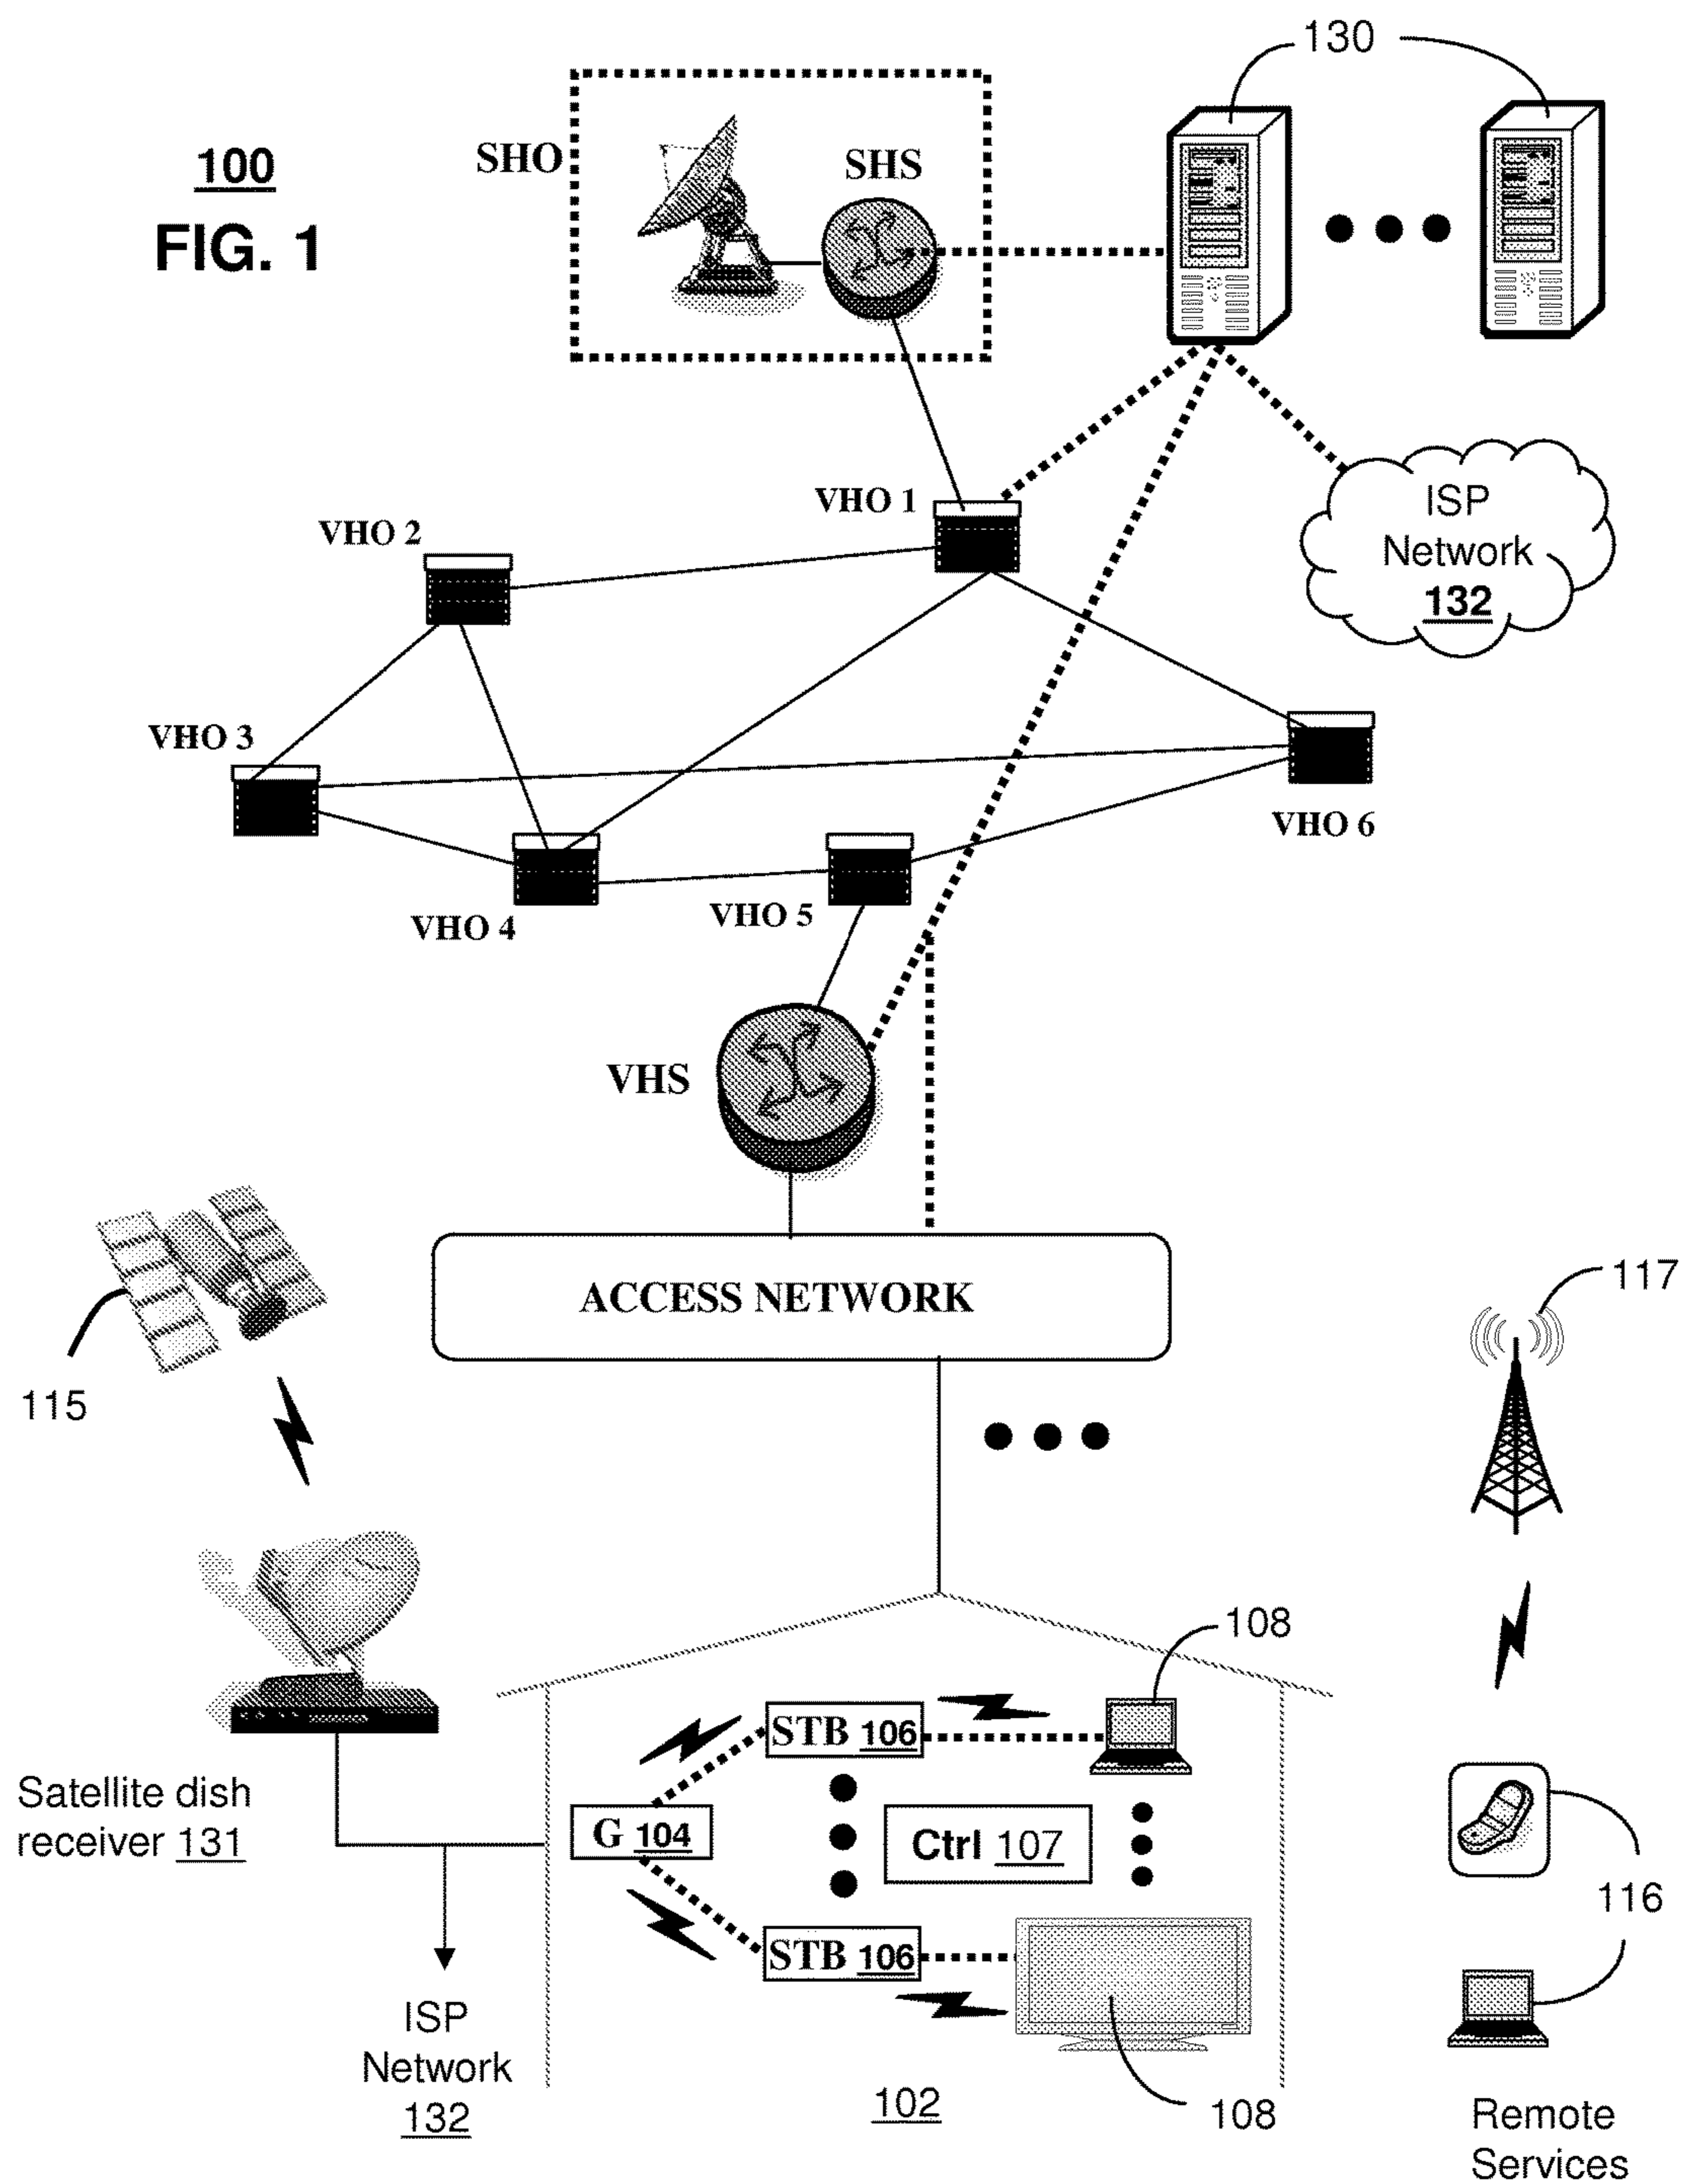 130
100
FIG. 1
SHO
SHS
ISP
Network
132
VHO 1
VHO 2
VHO 3
VHO 6
VHO 4
VHO 5
VHS
ACCESS NETWORK
117
115
108
STB 106
Satellite dish
receiver 131
G 104
Ctrl 107
116
STB 106
ISP
Network
132
102
108
Remote
Services